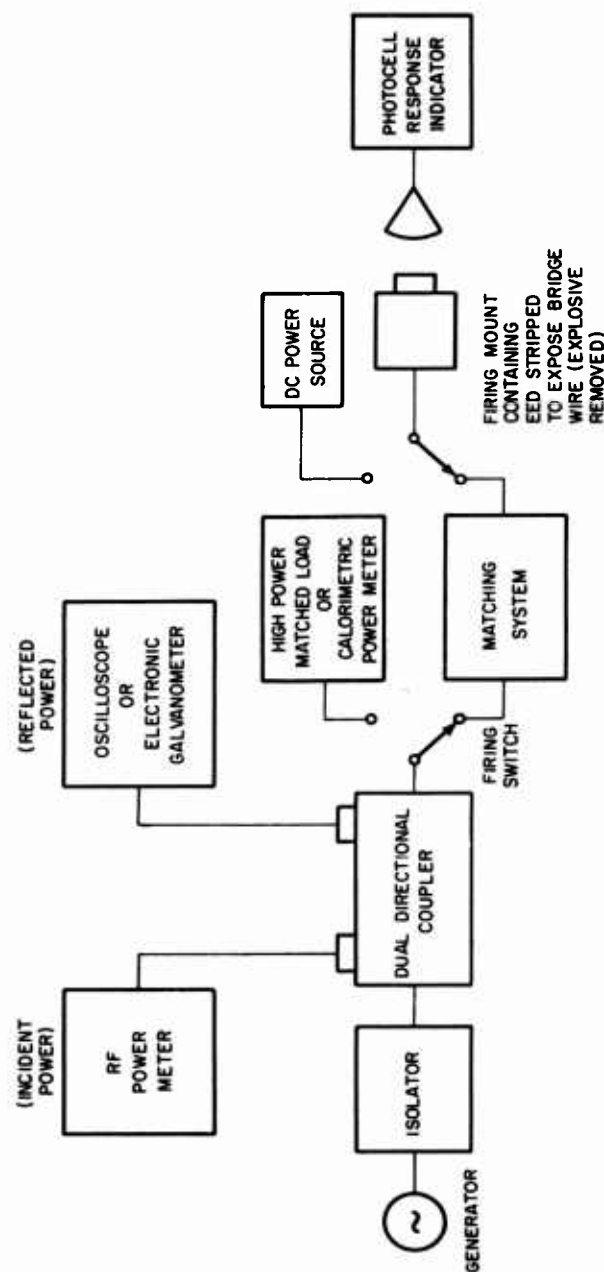 (INCIDENT
POWER)
RF
POWER
METER
(REFLECTED
POWER)
OSCILLOSCOPE
OR
ELECTRONIC
GALVANOMETER
HIGH POWER
MATCHED LOAD
OR
CALORIMETRIC
POWER METER
DC POWER
SOURCE
GENERATOR
~
ISOLATOR
DUAL DIRECTIONAL
COUPLER
FIRING
SWITCH
MATCHING
SYSTEM
FIRING MOUNT
CONTAINING
EED STRIPPED
TO EXPOSE BRIDGE
WIRE (EXPLOSIVE
REMOVED)
PHOTOCELL
RESPONSE
INDICATOR